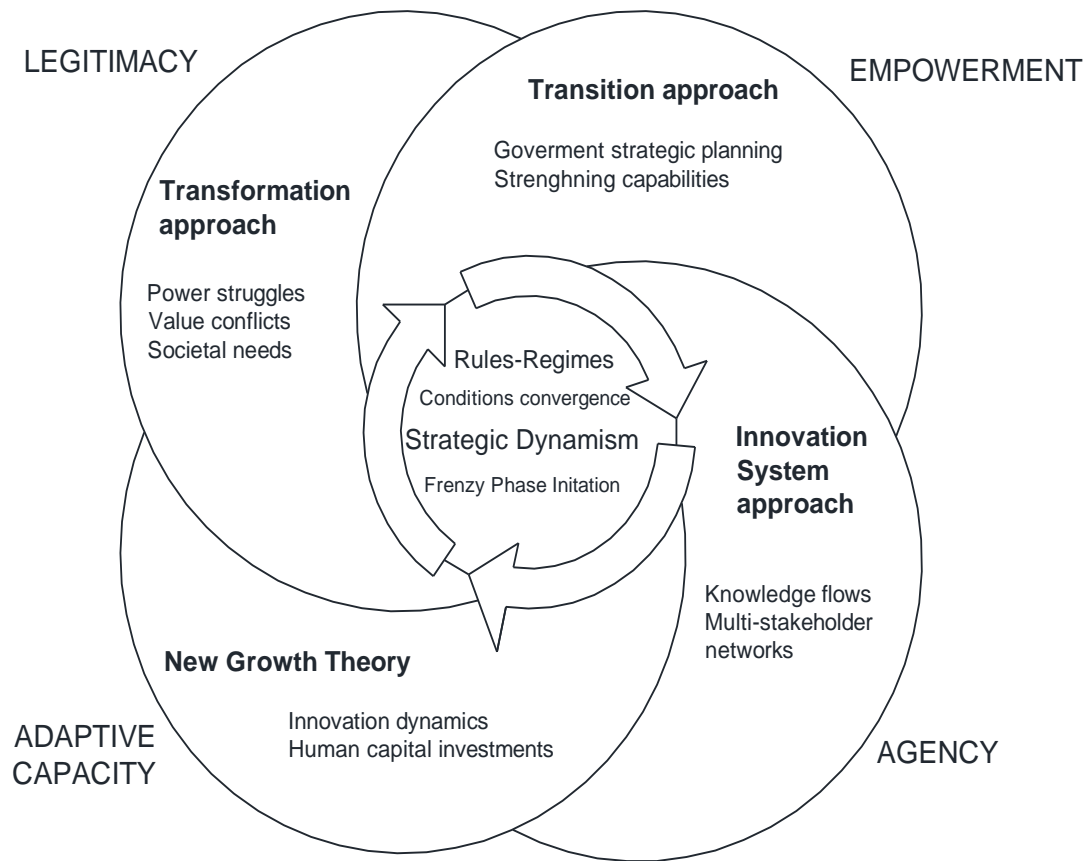 LEGITIMACY
EMPOWERMENT
Transition approach
Goverment strategic planning
Strenghning capabilities
Transformation
approach
Power struggles
Value conflicts
Societal needs
Rules-Regimes
Conditions convergence
Strategic Dynamism
Frenzy Phase Initation
Innovation
System
approach
Knowledge flows
Multi-stakeholder
networks
New Growth Theory
Innovation dynamics
Human capital investments
ADAPTIVE
CAPACITY
AGENCY